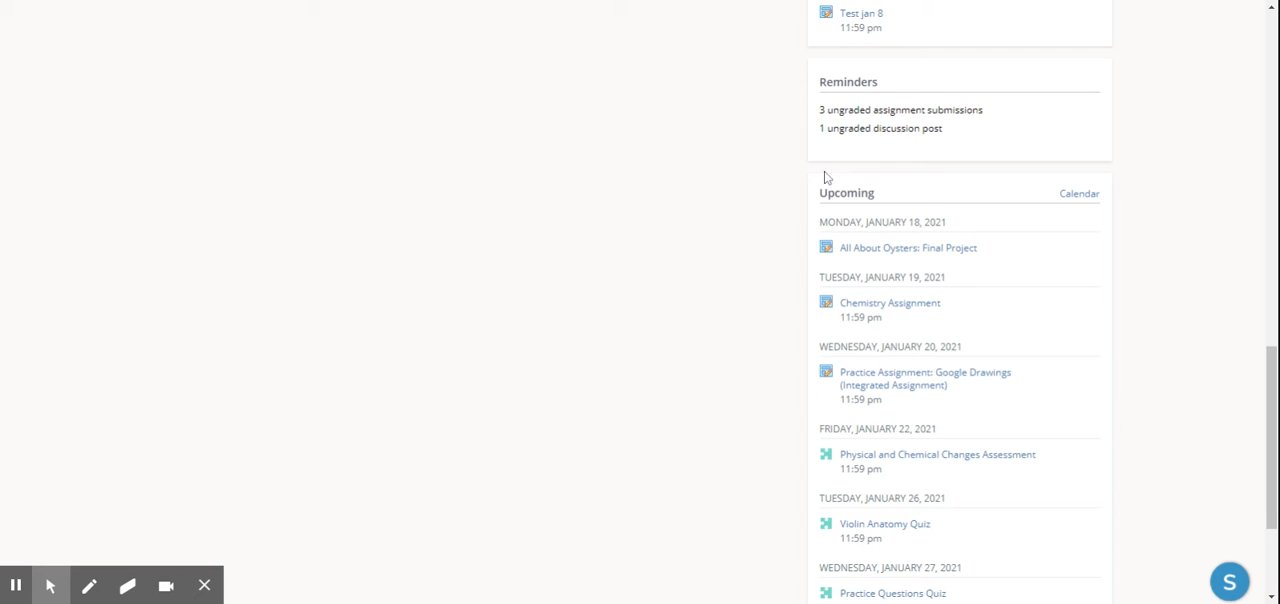 Test jan 8
11:59 pm
Reminders
3 ungraded assignment submissions
1 ungraded discussion post
Upcoming
Calendar
MONDAY, JANUARY 18, 2021
All About Oysters: Final Project
TUESDAY, JANUARY 19, 2021
Chemistry Assignment
11:59 pm
WEDNESDAY, JANUARY 20, 2021
Practice Assignment: Google Drawings
(Integrated Assignment)
11:59 pm
FRIDAY, JANUARY 22, 2021
Physical and Chemical Changes Assessment
11:59 pm
TUESDAY, JANUARY 26, 2021
Violin Anatomy Quiz
11:59 pm
WEDNESDAY, JANUARY 27, 2021
Practice Questions Quiz
S